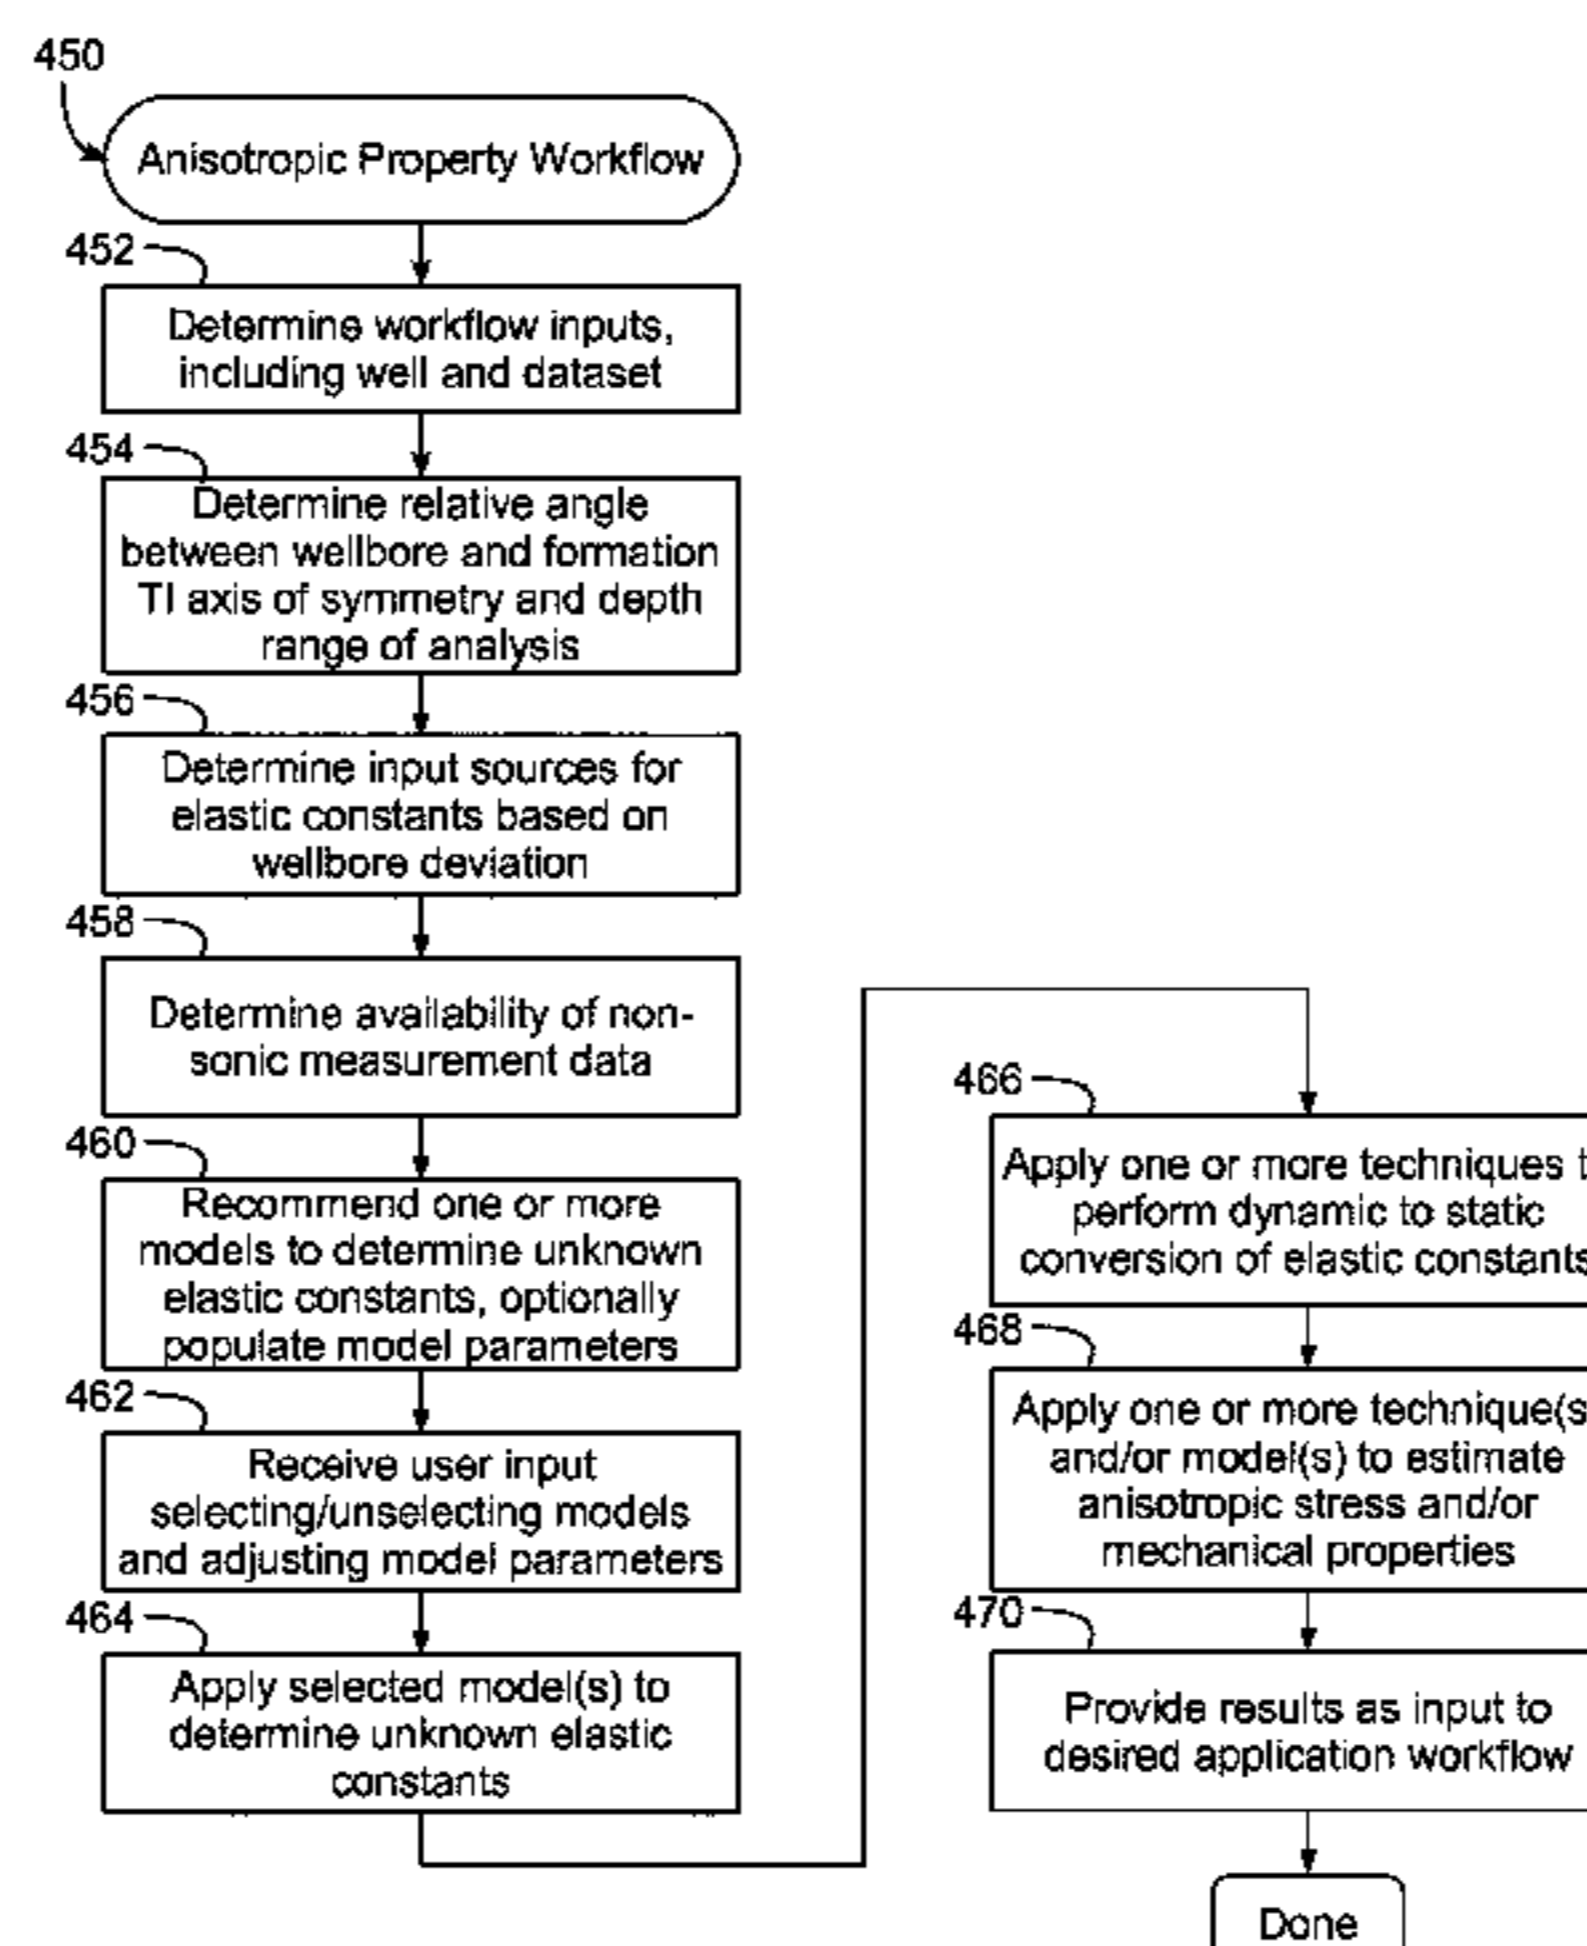 450
Anisotropic Property Workflow
452
Determine workflow inputs,
including well and dataset
454
Determine relative angle
between wellbore and formation
TI axis of symmetry and depth
range of analysis
456
Determine input sources for
elastic constants based on
wellbore deviation
458
Determine availability of non-
sonic measurement data
460
Recommend one or more
models to determine unknown
elastic constants, optionally
populate model parameters
462
Receive user input
selecting/unselecting models
and adjusting model parameters
464
Apply selected model(s) to
determine unknown elastic
constants
466
Apply one or more techniques t
perform dynamic to static
conversion of elastic constants
468
Apply one or more technique(s
and/or model(s) to estimate
anisotropic stress and/or
mechanical properties
470
Provide results as input to
desired application workflow
Done